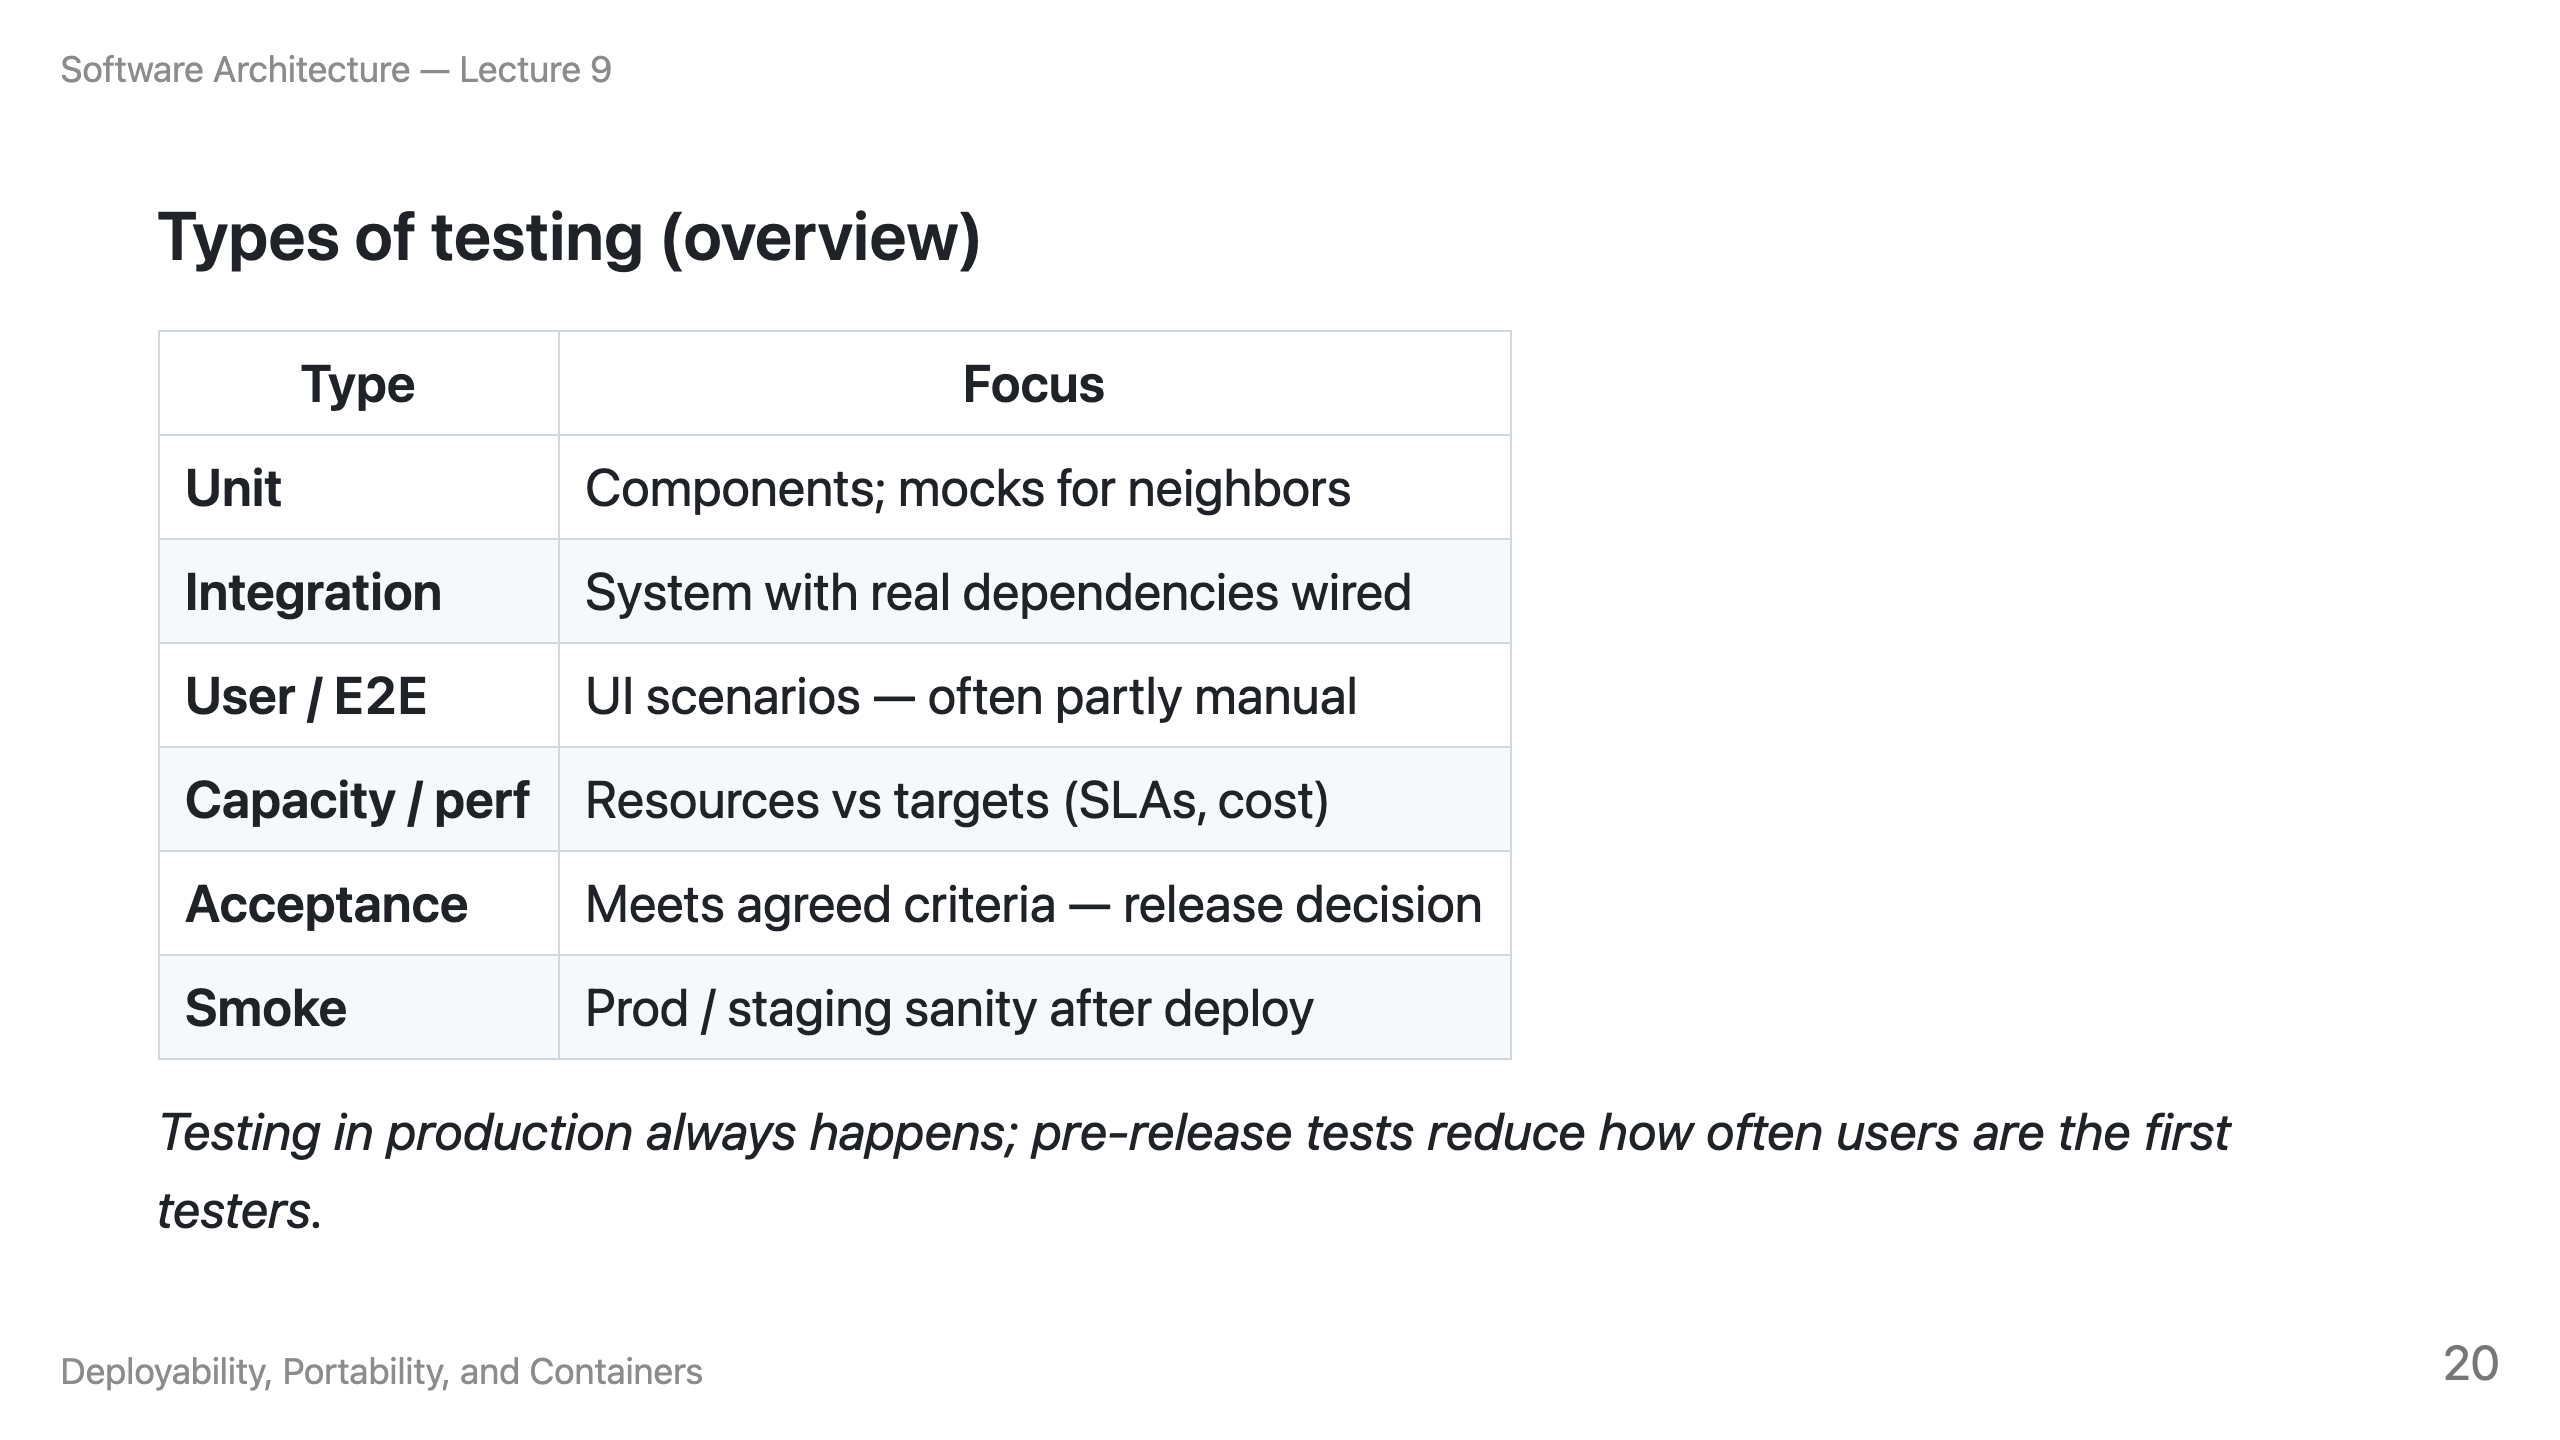 Software Architecture — Lecture 9
Types of testing (overview)
Type Focus
Unit Components; mocks for neighbors
Integration System with real dependencies wired
User / E2E UI scenarios — often partly manual
Capacity / perf Resources vs targets (SLAs, cost)
Acceptance Meets agreed criteria — release decision
Smoke Prod / staging sanity after deploy
Testing in production always happens; pre-release tests reduce how often users are the first
testers.
Deployability, Portability, and Containers
20